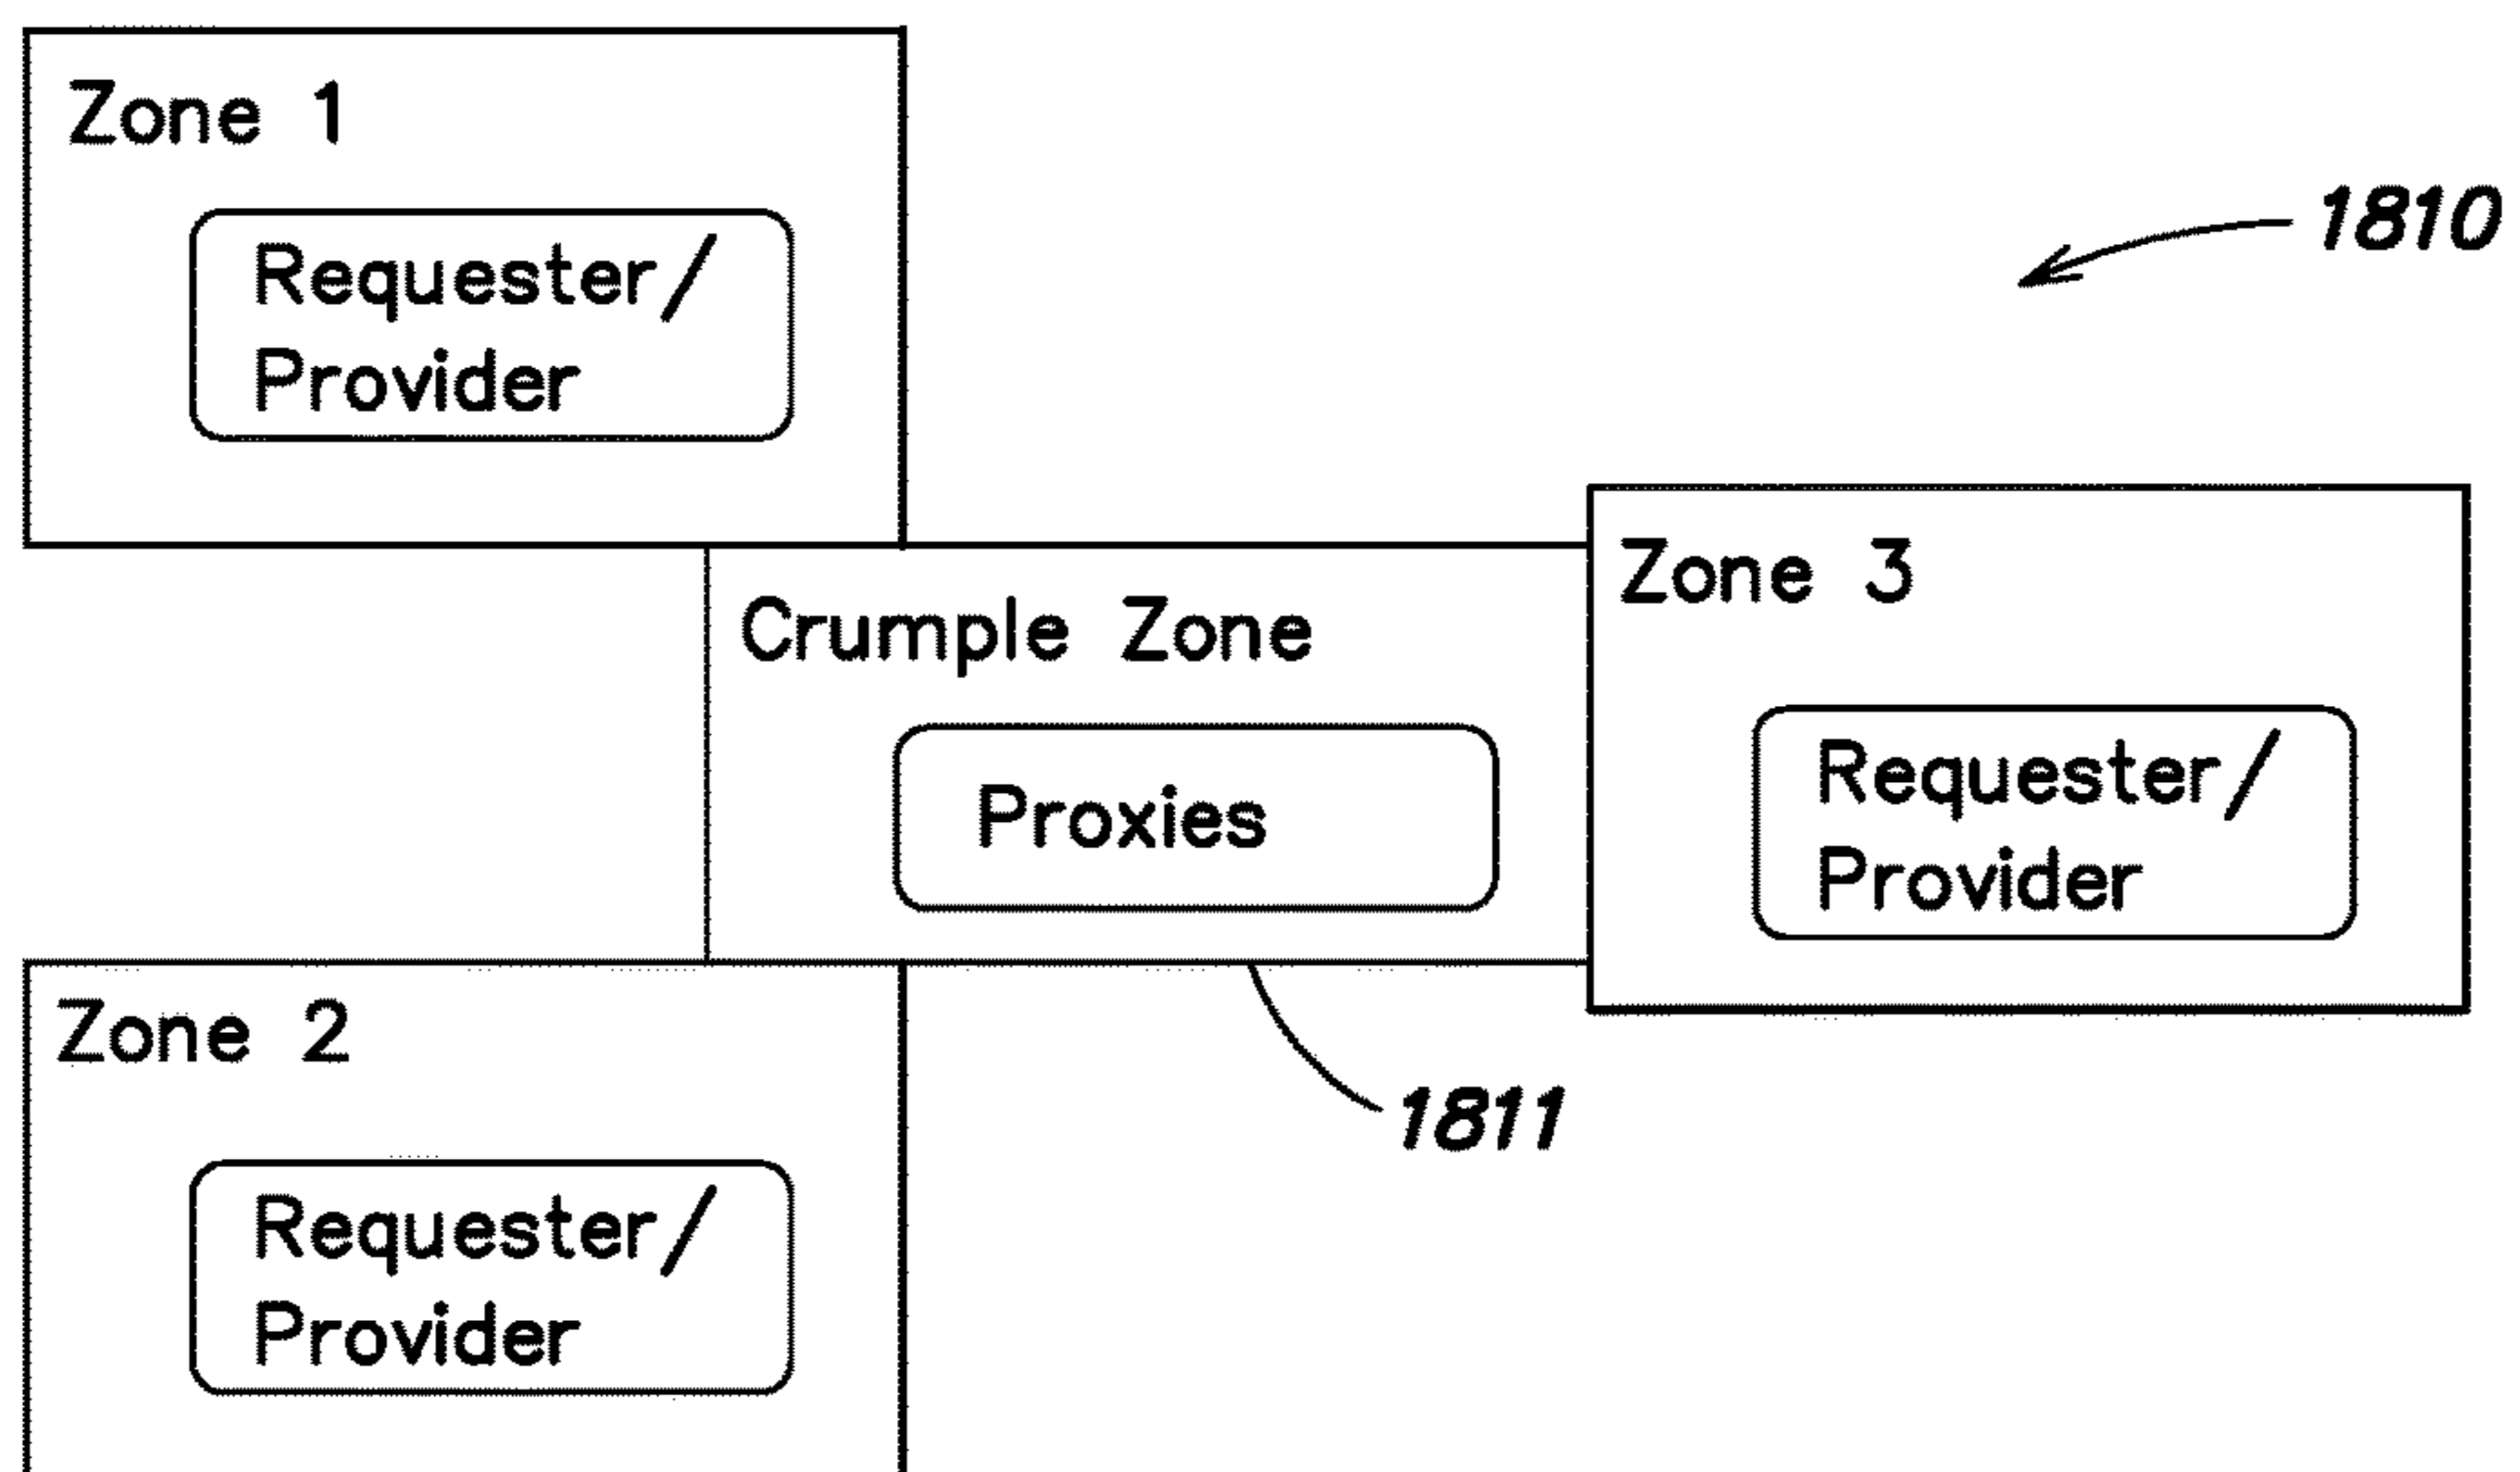 Zone 1
Requester/
Provider
1810
Zone 3
Crumple Zone
Requester/
Provider
Proxies
Zone 2
1811
Requester/
Provider